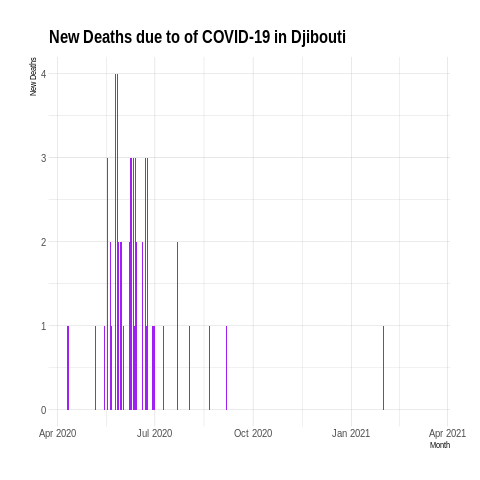 New Deaths due to of COVID-19 in Djibouti
New Deaths
4
3
2
1
0
Apr 2020 Jul 2020 Oct 2020 Jan 2021 Apr 2021
Month